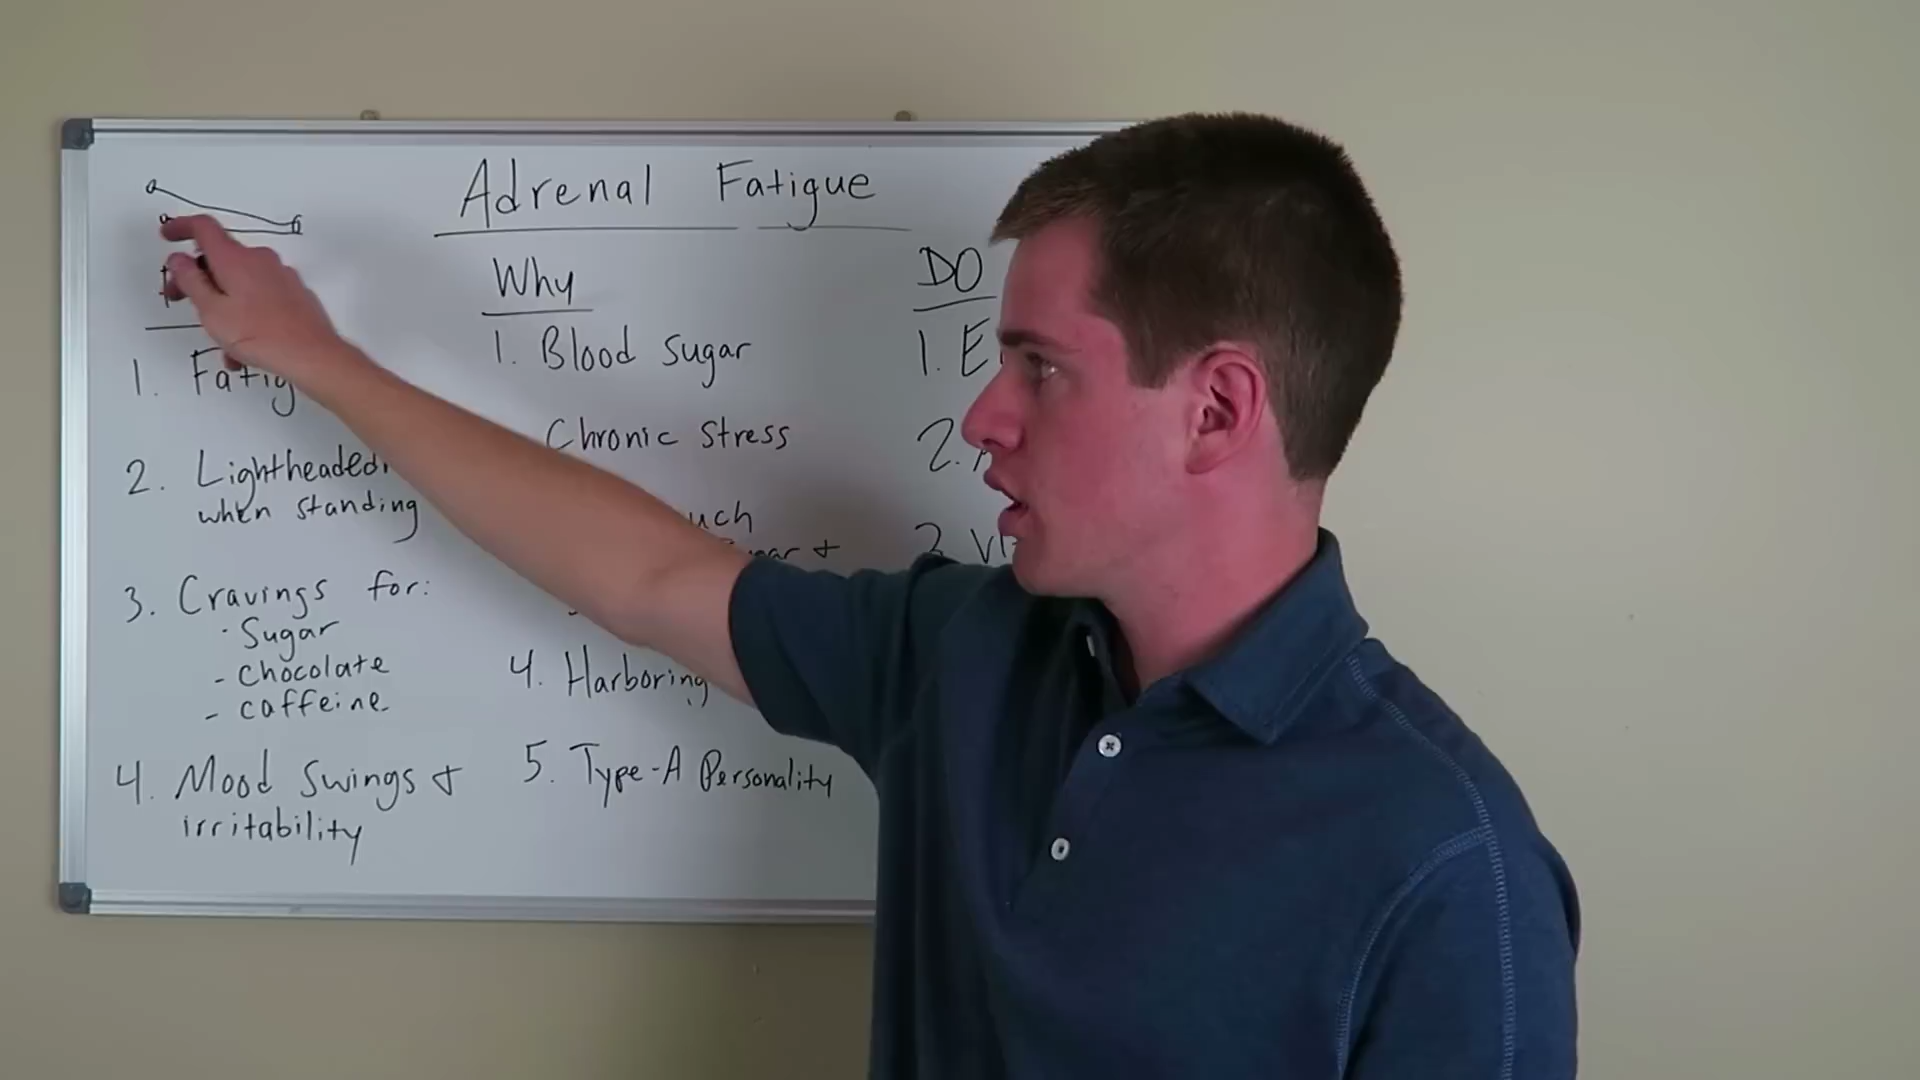 Adrenal Fatigue
1. Fatig
2. Lightheaded
when standing
3. Cravings for:
· Sugar
- Chocolate
- caffeine
4. Mood Swings +
irritability
Why
1. Blood Sugar
Chronic Stress
uch
+
4. Harboring
5. Type-A Personality
DO
1. E
2.